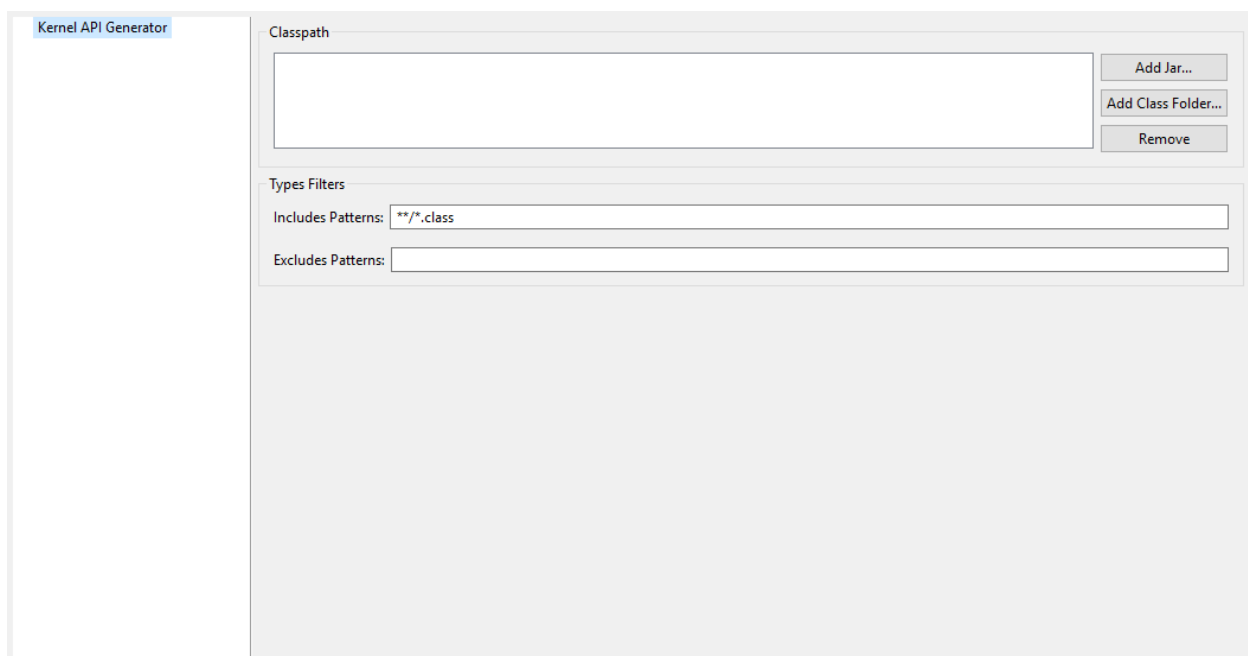 Kernel API Generator
Classpath
Add Jar...
Add Class Folder...
Remove
Types Filters
Includes Patterns: **/*.class
Excludes Patterns: